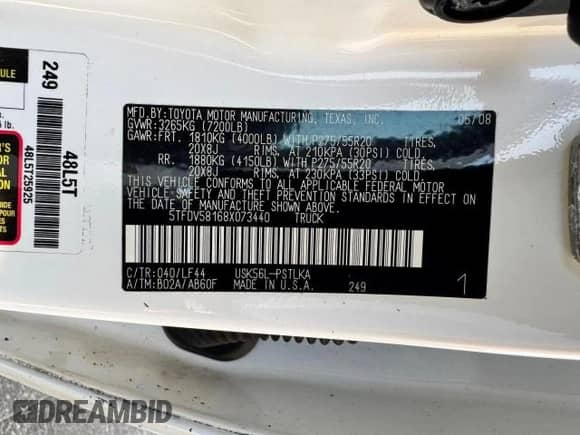 MFD. BY: TOYOTA MOTOR MANUFACTURING, TEXAS, INC. 05/08
GVWR: 3265KG (7200LB)
GAWR: FRT. 1810KG (4000LB) WITH P275/55R20 TIRES,
20X8J RIMS, AT 210KPA (30PSI) COLD.
RR. 1880KG (4150LB) WITH P275/55R20 TIRES,
20X8J RIMS, AT 230KPA (33PSI) COLD.
THIS VEHICLE CONFORMS TO ALL APPLICABLE FEDERAL MOTOR
VEHICLE SAFETY AND BUMPER STANDARDS IN EFFECT ON
THE DATE OF MANUFACTURE SHOWN ABOVE.
5TFDV58168X073440 TRUCK
C/TR: 040/LF44 USK56L-PSTLKA
A/TM: B02A/AB60F MADE IN U.S.A. 249 1
249
48L5T
48L5T25925
DREAMBID